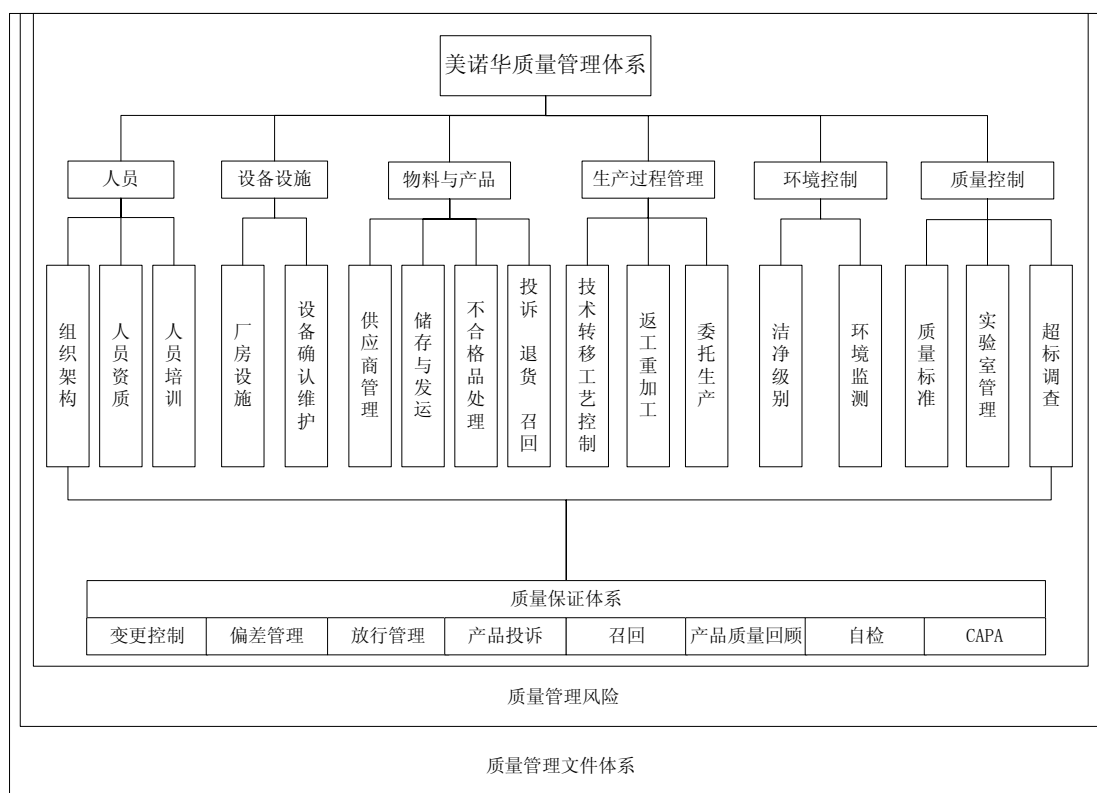 美诺华质量管理体系
人员
设备设施
物料与产品
生产过程管理
环境控制
质量控制
组织架构
人员资质
人员培训
厂房设施
设备确认维护
供应商管理
储存与发运
不合格品处理
投诉 退货 召回
技术转移工艺控制
返工重加工
委托生产
洁净级别
环境监测
质量标准
实验室管理
超标调查
质量保证体系
变更控制
偏差管理
放行管理
产品投诉
召回
产品质量回顾
自检
CAPA
质量管理风险
质量管理文件体系